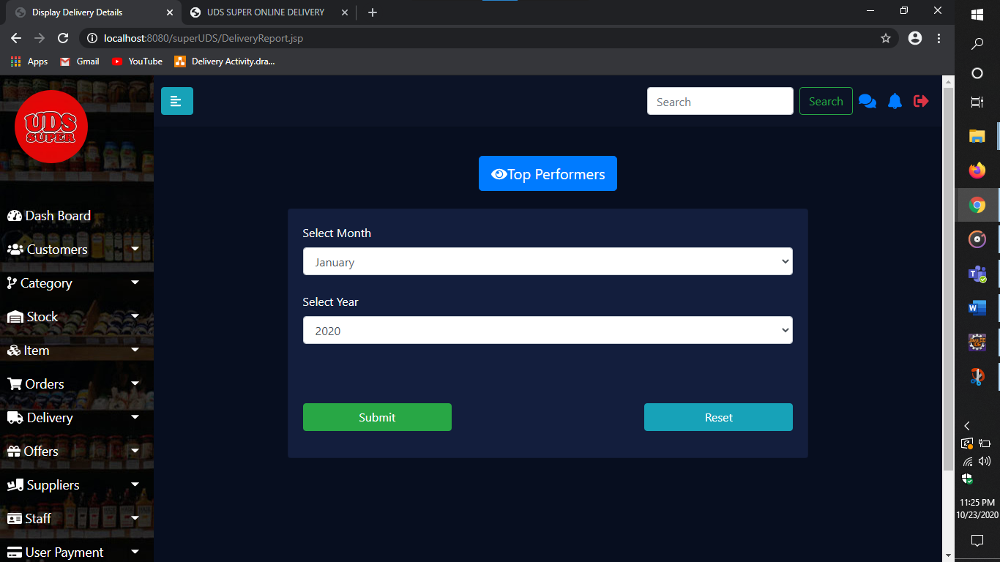 Display Delivery Details
UDS SUPER ONLINE DELIVERY
localhost:8080/superUDS/DeliveryReport.jsp
Apps
Gmail
YouTube
Delivery Activity.dra...
UDS
SUPER
Search
Search
Top Performers
Dash Board
Customers
Category
Stock
Item
Orders
Delivery
Offers
Suppliers
Staff
User Payment
Select Month
January
Select Year
2020
Submit
Reset
11:25 PM
10/23/2020